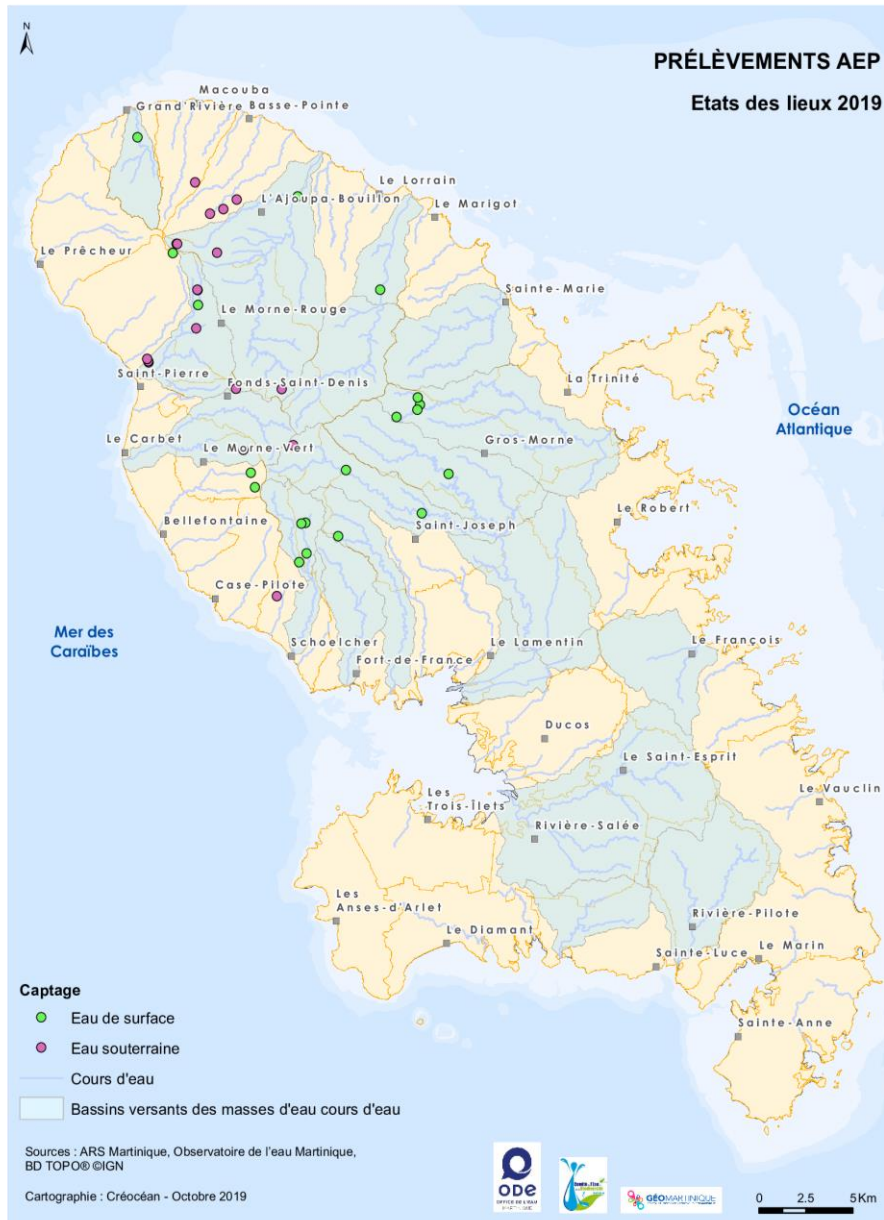 N
PRÉLÈVEMENTS AEP
Etats des lieux 2019
Macouba
Grand'Rivière Basse-Pointe
Le Lorrain
L'Ajoupa-Bouillon
Le Marigot
Le Prêcheur
Sainte-Marie
Le Morne-Rouge
Saint-Pierre
Fonds-Saint-Denis
La Trinité
Océan
Atlantique
Le Carbet
Le Morne-Vert
Gros-Morne
Bellefontaine
Saint-Joseph
Le Robert
Case-Pilote
Mer des
Caraïbes
Schoelcher
Fort-de-France
Le Lamentin
Le François
Ducos
Le Saint-Esprit
Les
Trois-Îlets
Le Vauclin
Rivière-Salée
Les
Anses-d'Arlet
Le Diamant
Rivière-Pilote
Sainte-Luce
Le Marin
Sainte-Anne
Captage
Eau de surface
Eau souterraine
Cours d'eau
Bassins versants des masses d'eau cours d'eau
Sources : ARS Martinique, Observatoire de l'eau Martinique,
BD TOPO® ©IGN
Cartographie : Créocéan - Octobre 2019
ODE
OFFICE DE L'EAU
MARTINIQUE
GÉOMARTINIQUE
0 2.5 5 Km